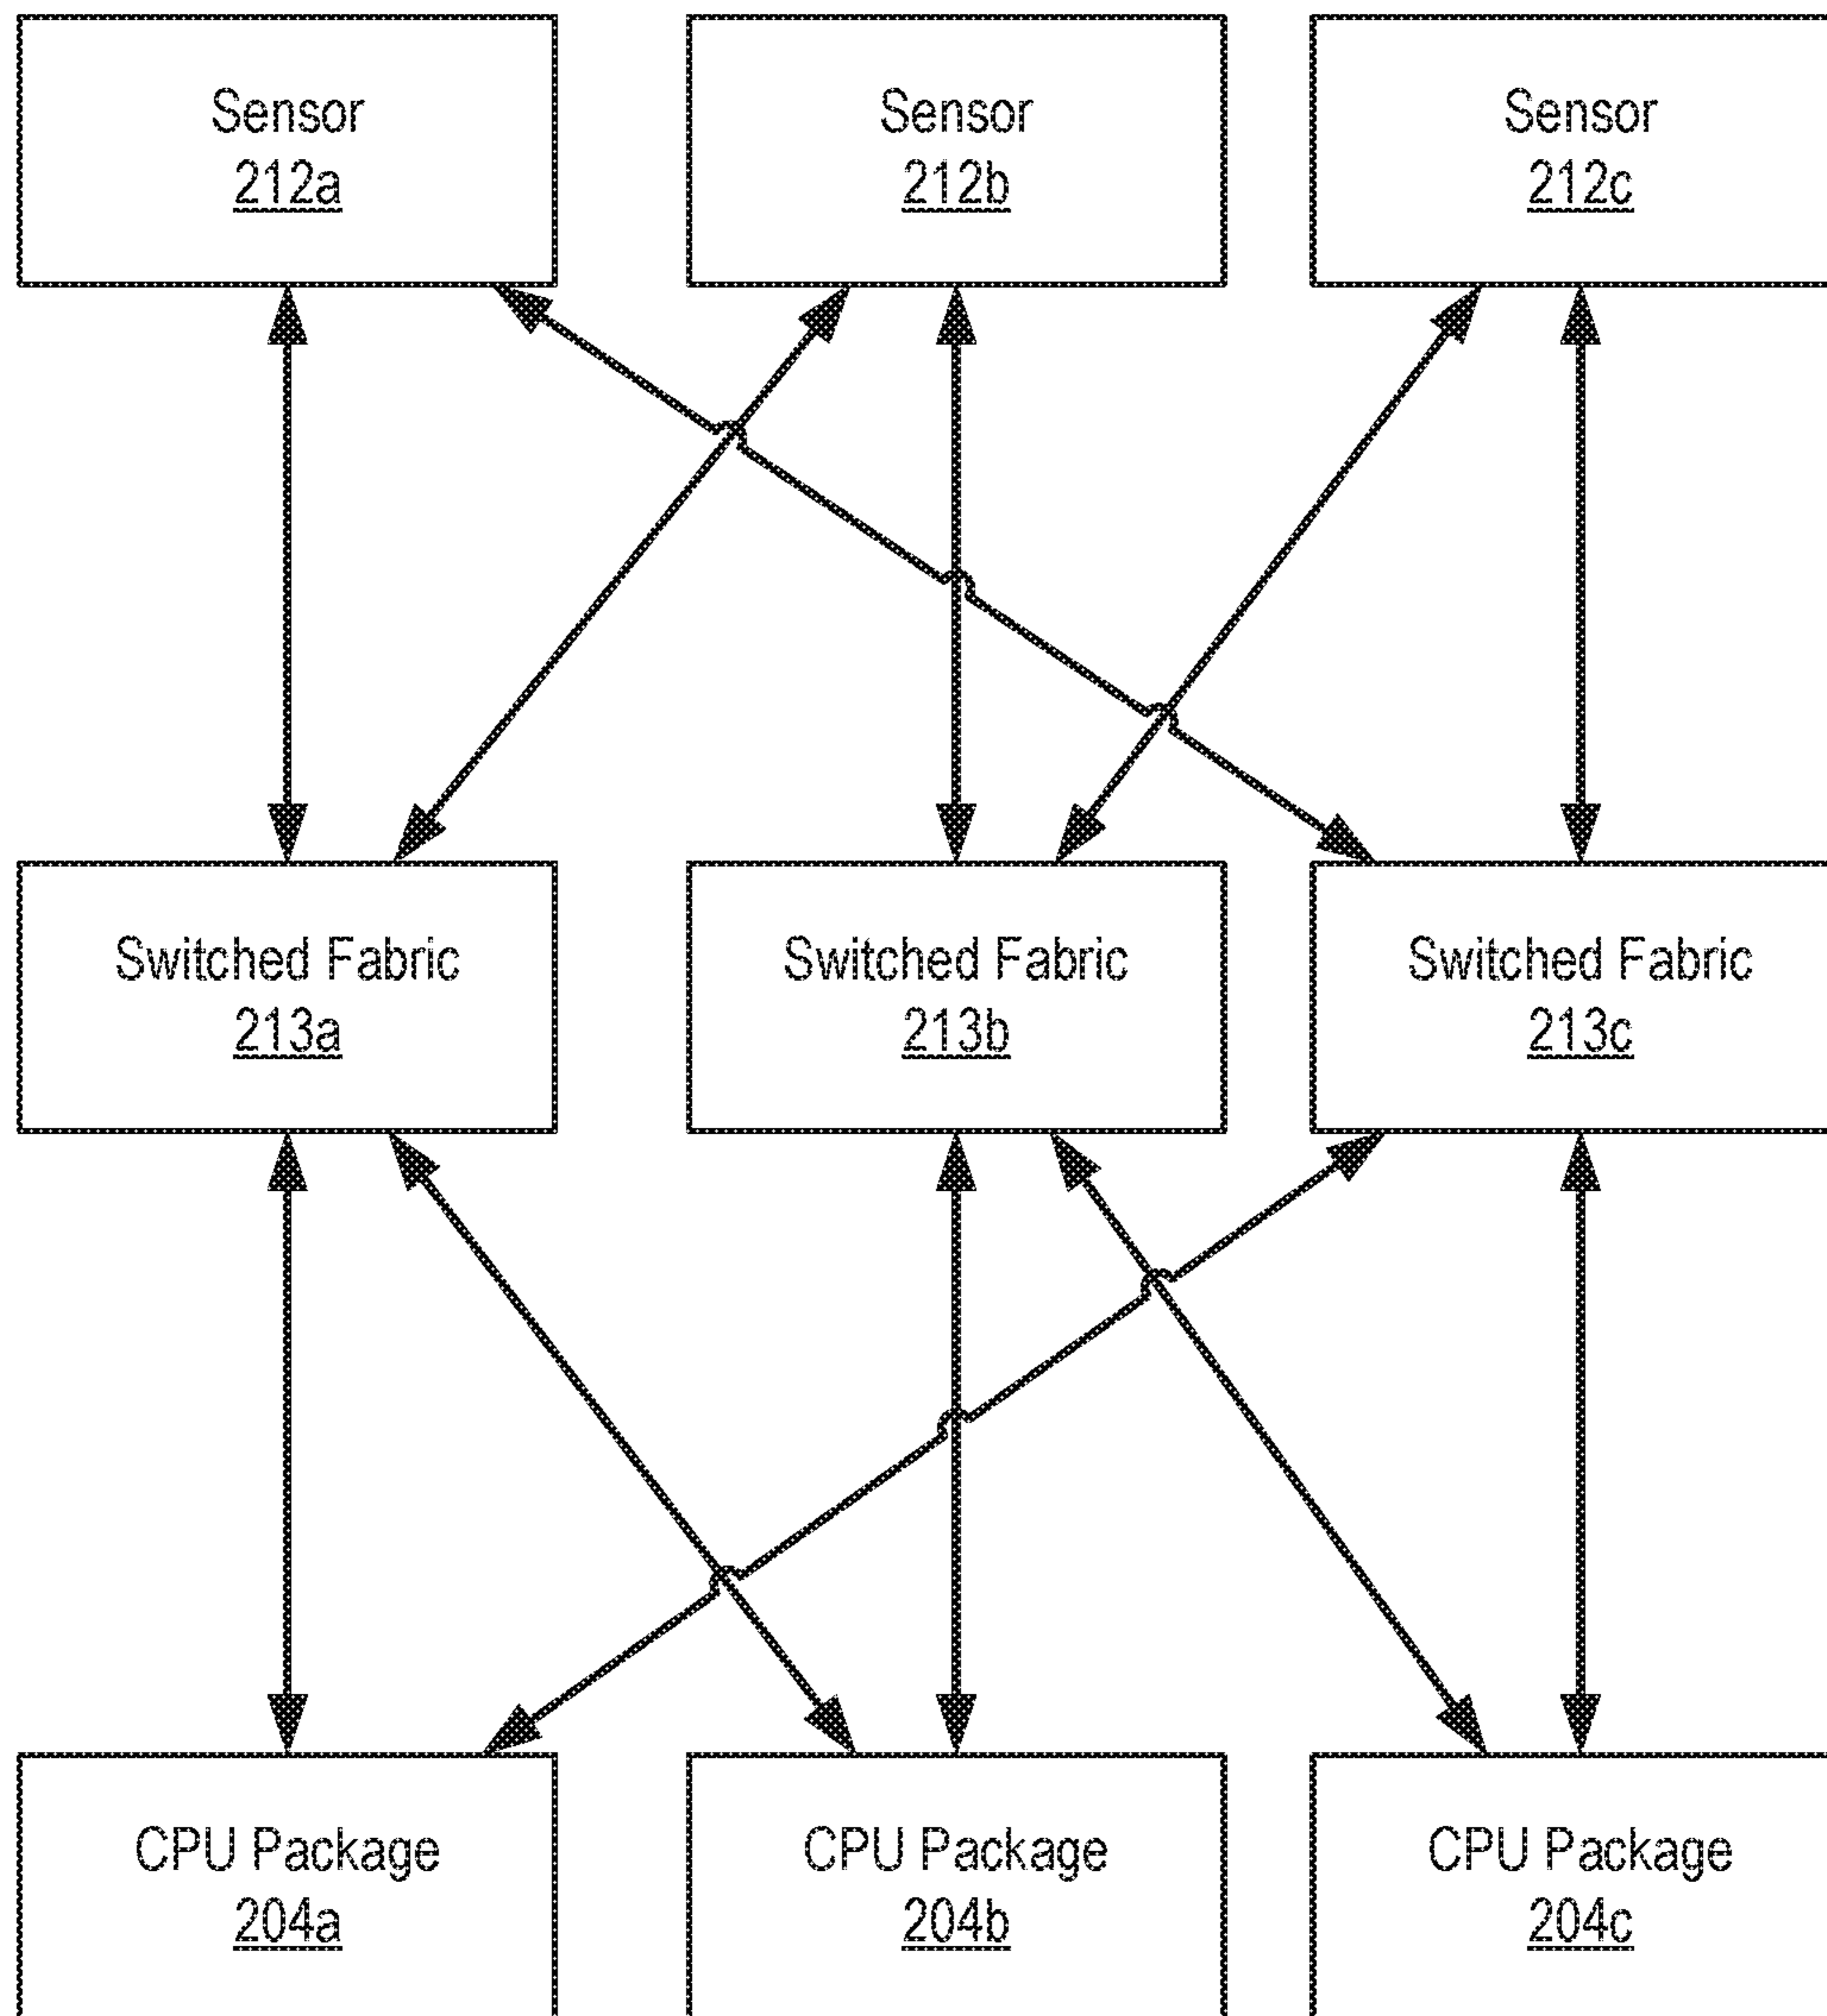 Sensor
212a
Sensor
212b
Sensor
212c
Switched Fabric
213a
Switched Fabric
213b
Switched Fabric
213c
CPU Package
204a
CPU Package
204b
CPU Package
204c